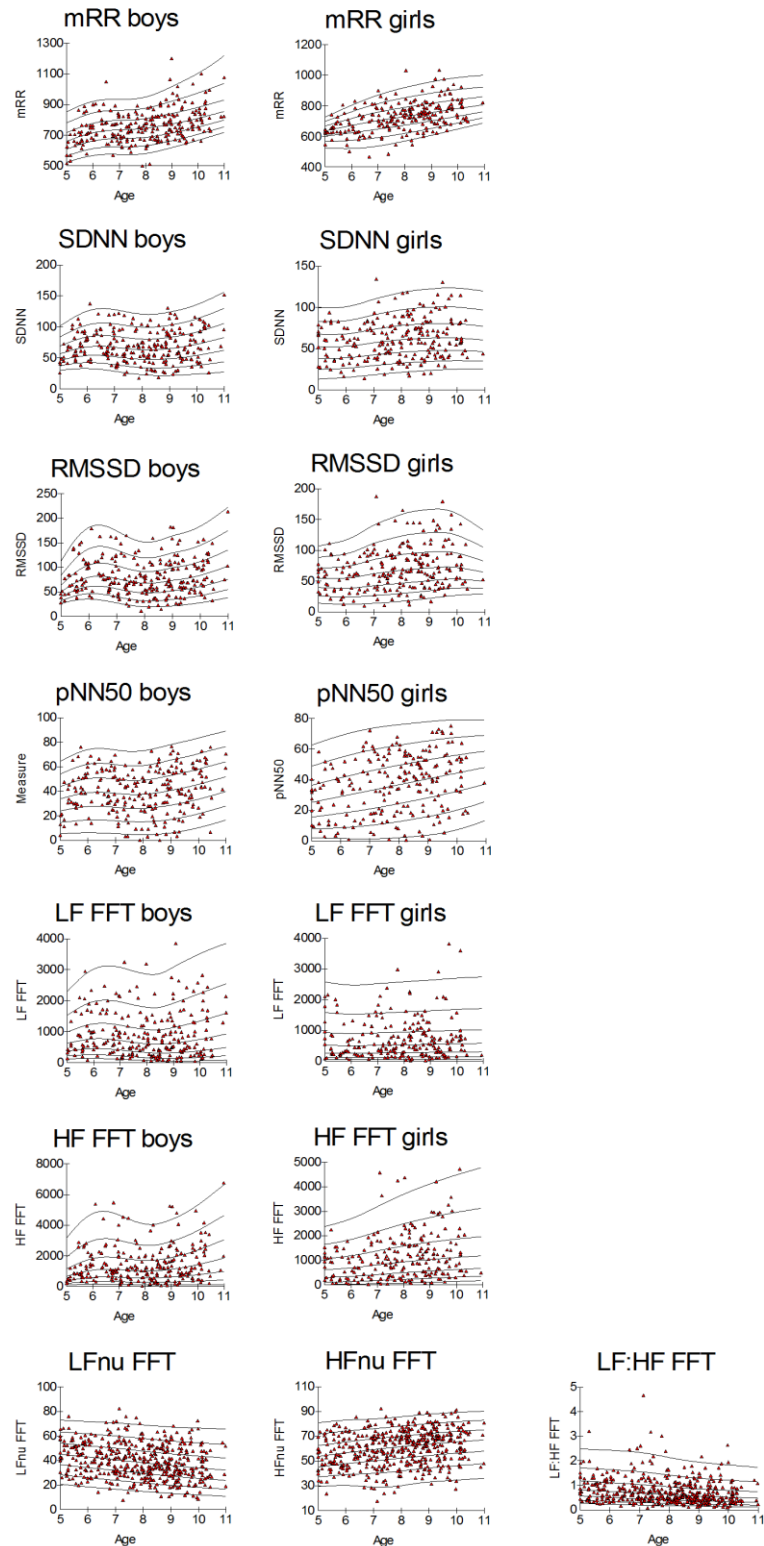 mRR boys
1300
1100
900
700
500
mRR
5 6 7 8 9 10 11
Age
mRR girls
1200
1000
800
600
400
mRR
5 6 7 8 9 10 11
Age
SDNN boys
200
150
100
50
0
SDNN
5 6 7 8 9 10 11
Age
SDNN girls
150
100
50
0
SDNN
5 6 7 8 9 10 11
Age
RMSSD boys
250
200
150
100
50
0
RMSSD
5 6 7 8 9 10 11
Age
RMSSD girls
200
150
100
50
0
RMSSD
5 6 7 8 9 10 11
Age
pNN50 boys
100
80
60
40
20
0
Measure
5 6 7 8 9 10 11
Age
pNN50 girls
80
60
40
20
0
pNN50
5 6 7 8 9 10 11
Age
LF FFT boys
4000
3000
2000
1000
0
LF FFT
5 6 7 8 9 10 11
Age
LF FFT girls
4000
3000
2000
1000
0
LF FFT
5 6 7 8 9 10 11
Age
HF FFT boys
8000
6000
4000
2000
0
HF FFT
5 6 7 8 9 10 11
Age
HF FFT girls
5000
4000
3000
2000
1000
0
HF FFT
5 6 7 8 9 10 11
Age
LFnu FFT
100
80
60
40
20
0
LFnu FFT
5 6 7 8 9 10 11
Age
HFnu FFT
110
90
70
50
30
10
HFnu FFT
5 6 7 8 9 10 11
Age
LF:HF FFT
5
4
3
2
1
0
LF:HF FFT
5 6 7 8 9 10 11
Age